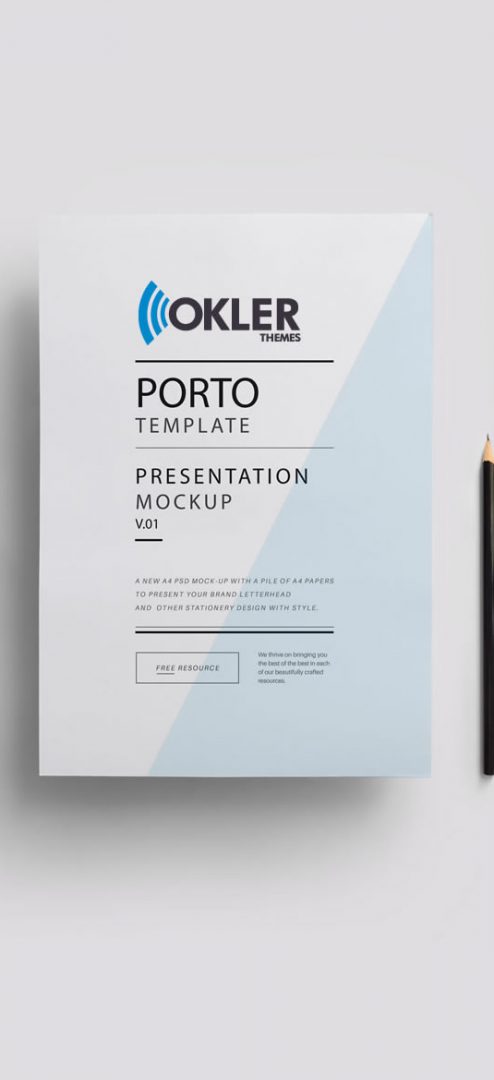 OKLER
THEMES
PORTO
TEMPLATE
PRESENTATION
MOCKUP
V.01
A NEW A4 PSD MOCK-UP WITH A PILE OF A4 PAPERS
TO PRESENT YOUR BRAND LETTERHEAD
AND OTHER STATIONERY DESIGN WITH STYLE.
FREE RESOURCE
We thrive on bringing you
the best of the best in each
of our beautifully crafted
resources.